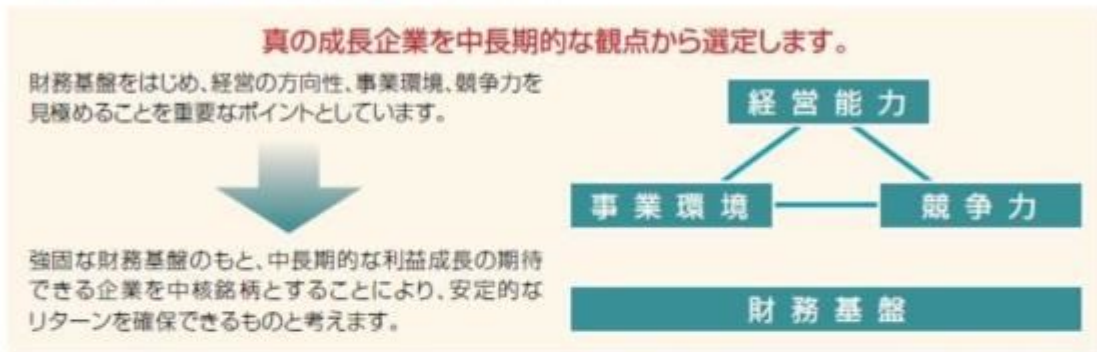 真の成長企業を中長期的な観点から選定します。
財務基盤をはじめ、経営の方向性、事業環境、競争力を
見極めることを重要なポイントとしています。
強固な財務基盤のもと、中長期的な利益成長の期待
できる企業を中核銘柄とすることにより、安定的な
リターンを確保できるものと考えます。
経営能力
事業環境
競争力
財務基盤